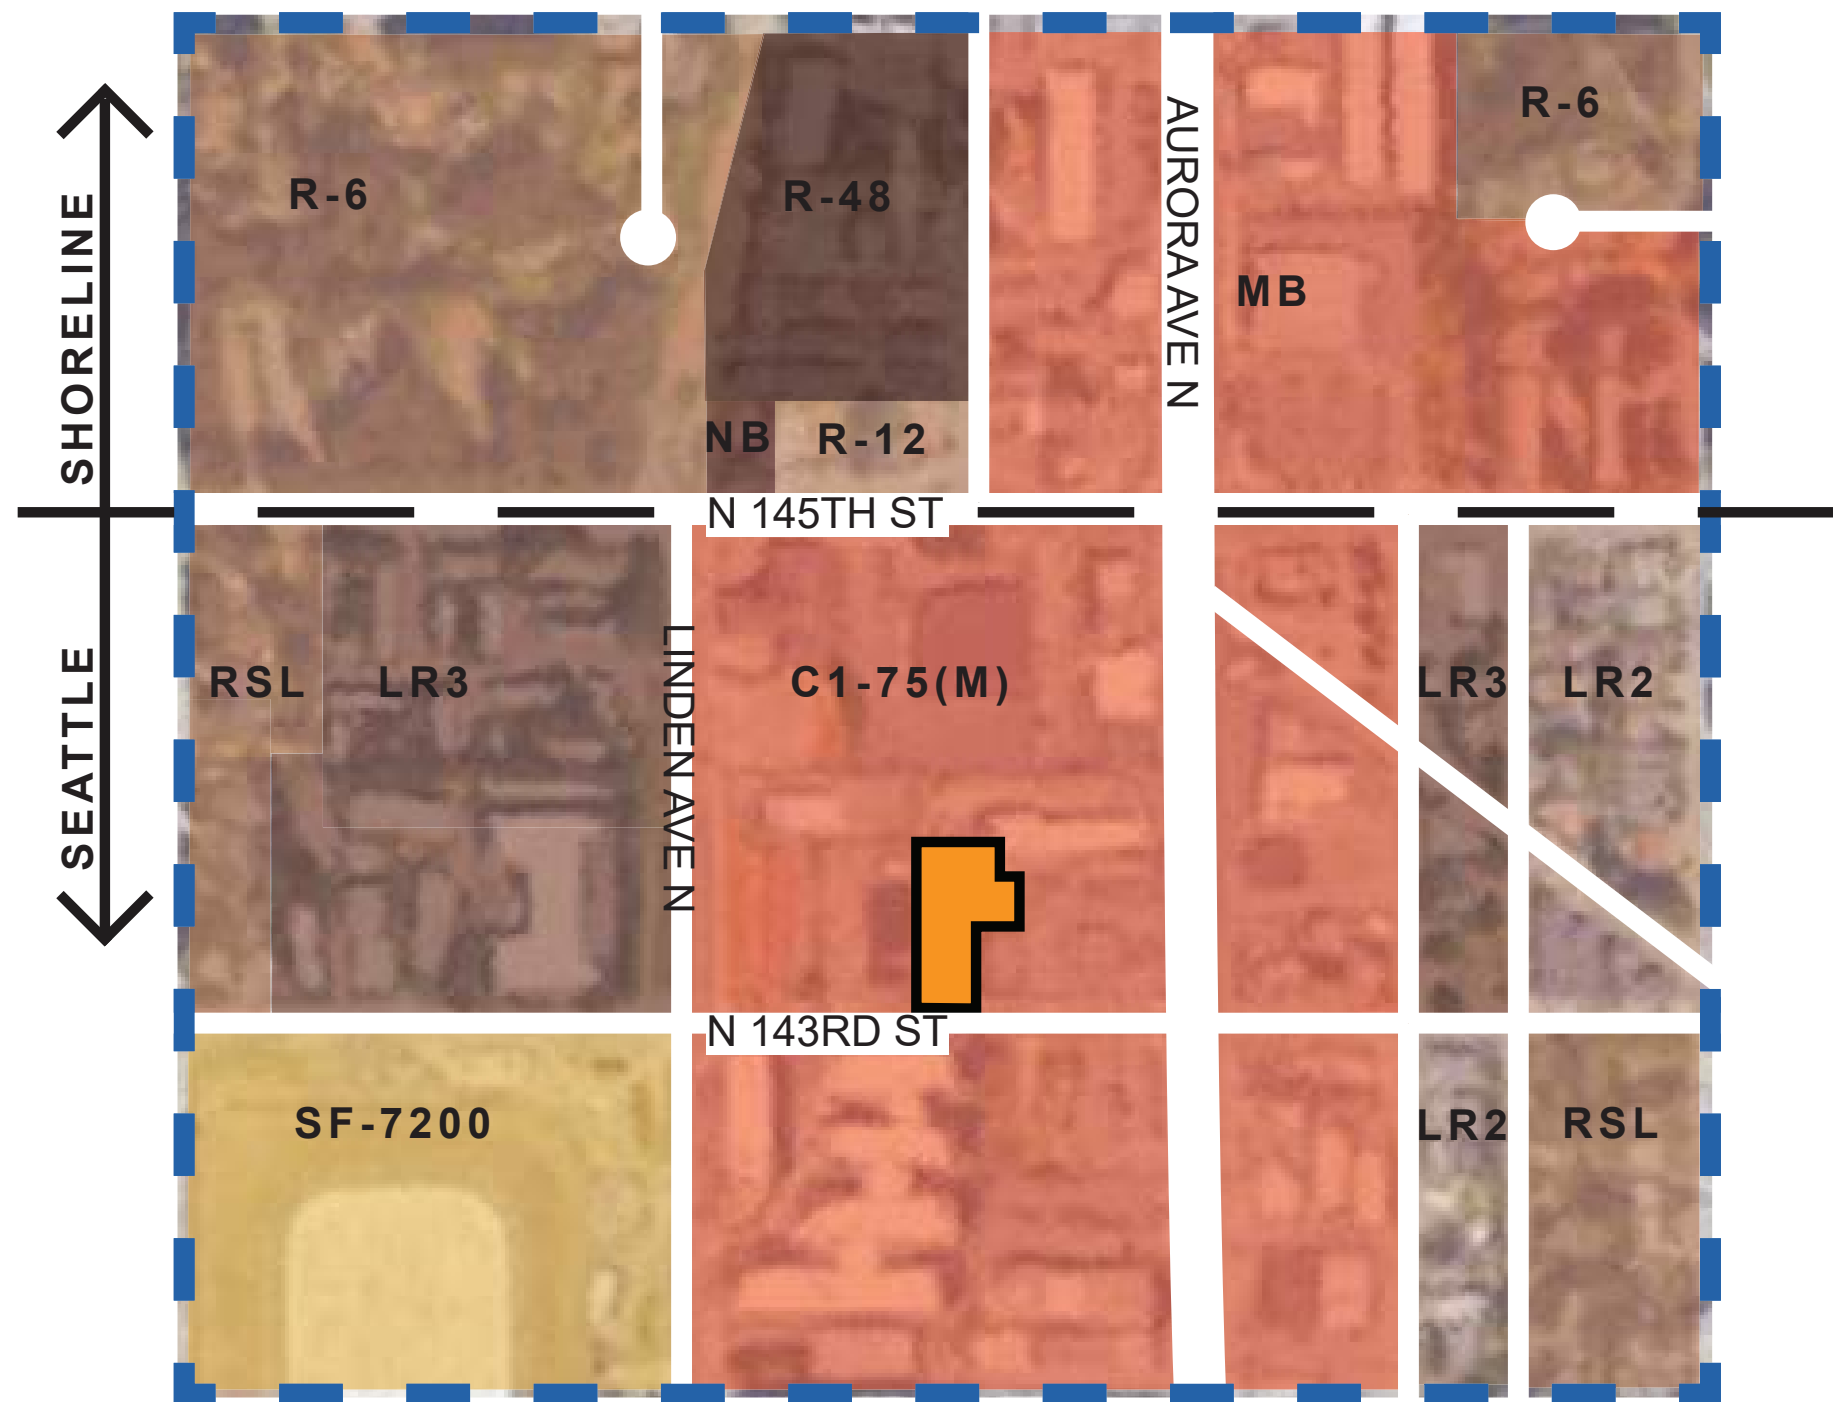 SHORELINE
SEATTLE
R-6
R-48
AURORA AVE N
R-6
MB
NB
R-12
N 145TH ST
RSL
LR3
LINDEN AVE N
C1-75(M)
LR3
LR2
N 143RD ST
SF-7200
LR2
RSL